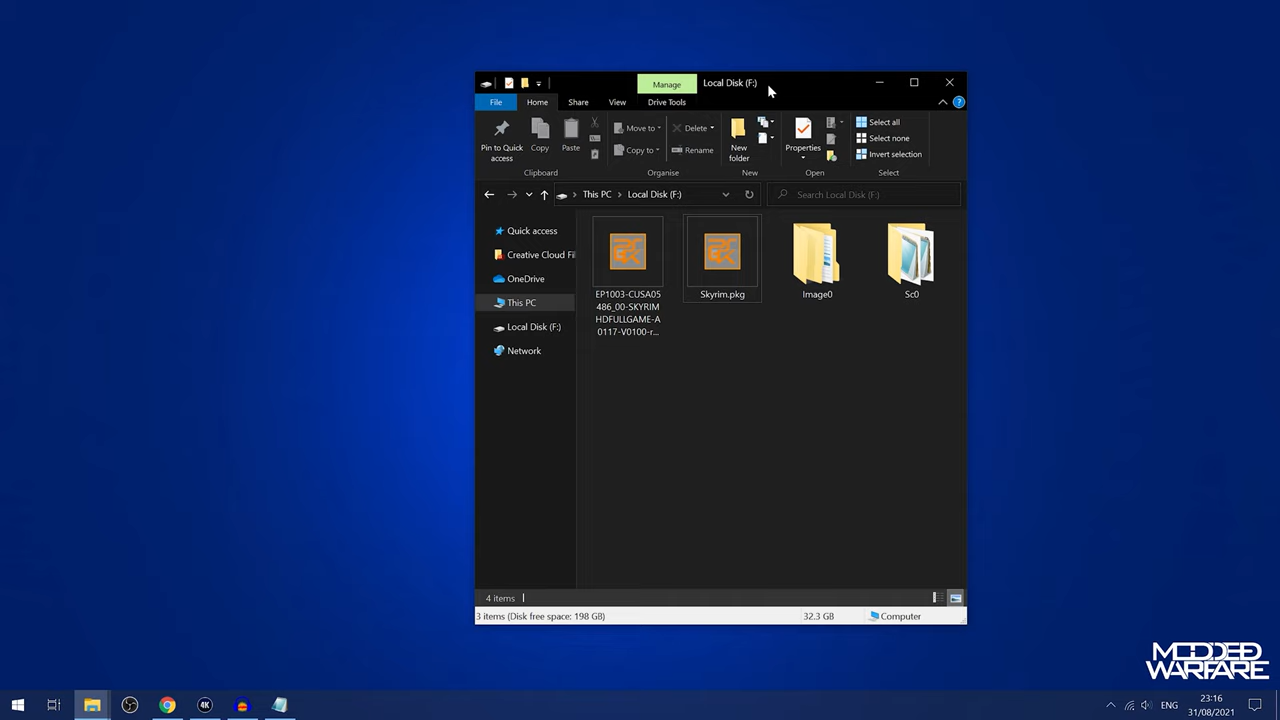 Manage
Local Disk (F:)
File
Home
Share
View
Drive Tools
Pin to Quick
access
Copy
Paste
Move to
Copy to
Delete
Rename
New
folder
Properties
Select all
Select none
Invert selection
Clipboard
Organise
New
Open
Select
This PC
Local Disk (F:)
Search Local Disk (F:)
Quick access
Creative Cloud Fil
OneDrive
This PC
Local Disk (F:)
Network
EP1003-CUSA05
486_00-SKYRIM
HDFULLGAME-A
0117-V0100-r...
Skyrim.pkg
Image0
Sc0
4 items
3 items (Disk free space: 198 GB)
32.3 GB
Computer
MODDED
WARFARE
4K
ENG
23:16
31/08/2021